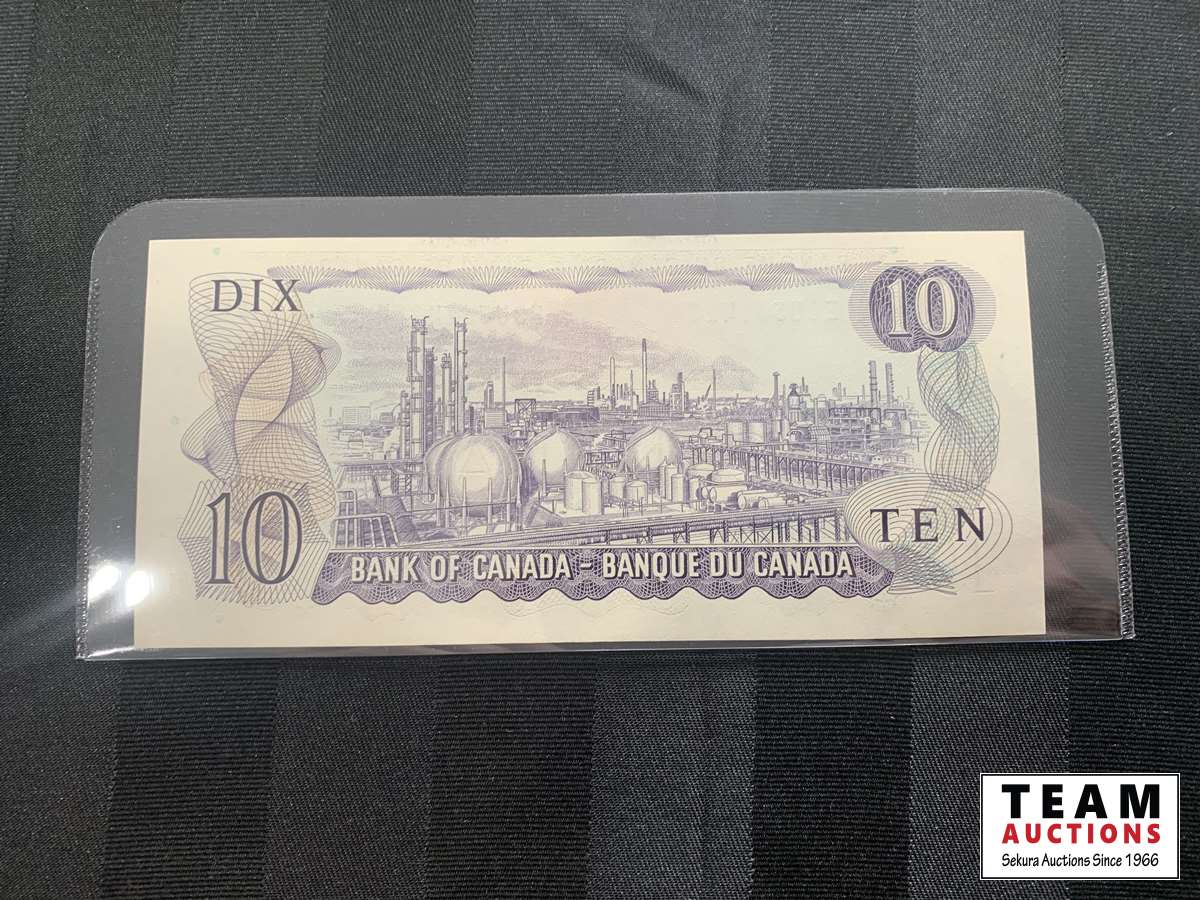 DIX
10
10
TEN
BANK OF CANADA - BANQUE DU CANADA
TEAM
AUCTIONS
Sekura Auctions Since 1966